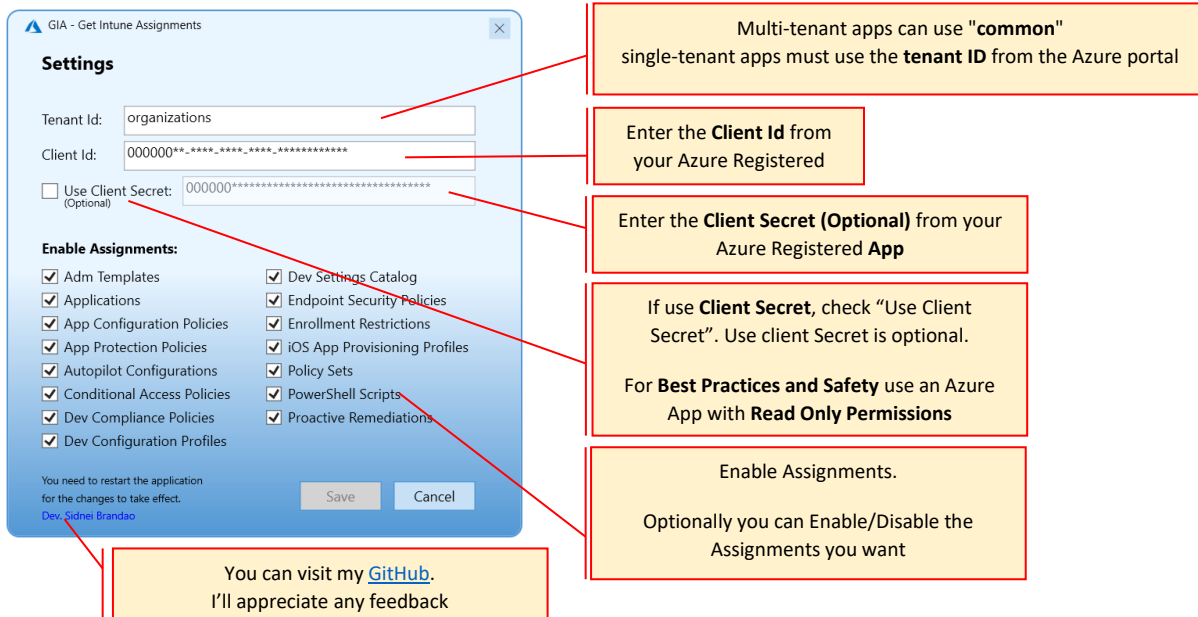 GIA - Get Intune Assignments
Settings
Tenant Id:
organizations
Client Id:
000000**-****-****-****-************
Use Client Secret:
(Optional)
000000**********************************
Enable Assignments:
Adm Templates
Applications
App Configuration Policies
App Protection Policies
Autopilot Configurations
Conditional Access Policies
Dev Compliance Policies
Dev Configuration Profiles
Dev Settings Catalog
Endpoint Security Policies
Enrollment Restrictions
iOS App Provisioning Profiles
Policy Sets
PowerShell Scripts
Proactive Remediations
You need to restart the application
for the changes to take effect.
Dev. Sidnei Brandao
Save
Cancel
Multi-tenant apps can use "common"
single-tenant apps must use the tenant ID from the Azure portal
Enter the Client Id from
your Azure Registered
Enter the Client Secret (Optional) from your
Azure Registered App
If use Client Secret, check “Use Client
Secret”. Use client Secret is optional.
For Best Practices and Safety use an Azure
App with Read Only Permissions
Enable Assignments.
Optionally you can Enable/Disable the
Assignments you want
You can visit my GitHub.
I’ll appreciate any feedback